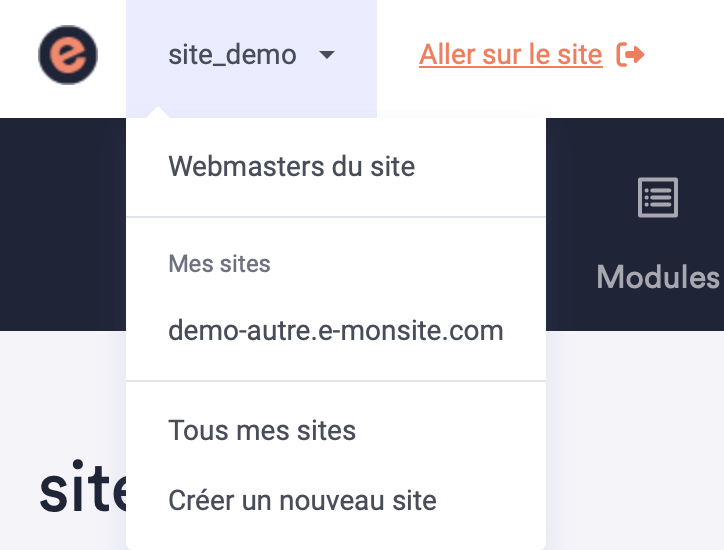 e
site_demo
Aller sur le site
Webmasters du site
Mes sites
demo-autre.e-monsite.com
Modules
Tous mes sites
Créer un nouveau site
site